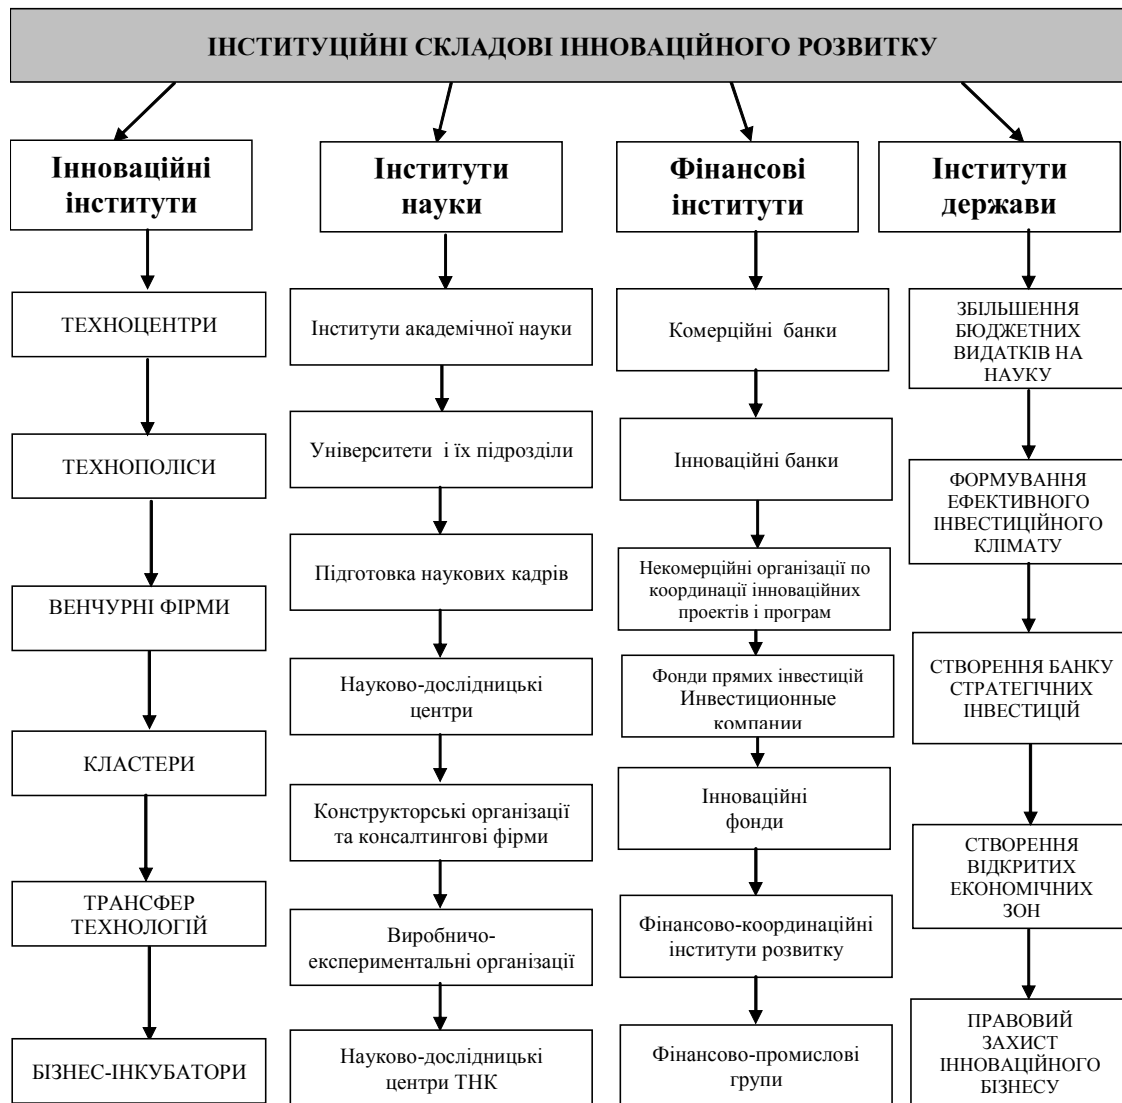 ІНСТИТУЦІЙНІ СКЛАДОВІ ІННОВАЦІЙНОГО РОЗВИТКУ
Інноваційні
інститути
ТЕХНОЦЕНТРИ
ТЕХНОПОЛІСИ
ВЕНЧУРНІ ФІРМИ
КЛАСТЕРИ
ТРАНСФЕР
ТЕХНОЛОГІЙ
БІЗНЕС-ІНКУБАТОРИ
Інститути
науки
Інститути академічної науки
Університети і їх підрозділи
Підготовка наукових кадрів
Науково-дослідницькі
центри
Конструкторські організації
та консалтингові фірми
Виробничо-
експериментальні організації
Науково-дослідницькі
центри ТНК
Фінансові
інститути
Комерційні банки
Інноваційні банки
Некомерційні організації по
координації інноваційних
проектів і програм
Фонди прямих інвестицій
Инвестиционные
компании
Інноваційні
фонди
Фінансово-координаційні
інститути розвитку
Фінансово-промислові
групи
Інститути
держави
ЗБІЛЬШЕННЯ
БЮДЖЕТНИХ
ВИДАТКІВ НА
НАУКУ
ФОРМУВАННЯ
ЕФЕКТИВНОГО
ІНВЕСТИЦІЙНОГО
КЛІМАТУ
СТВОРЕННЯ БАНКУ
СТРАТЕГІЧНИХ
ІНВЕСТИЦІЙ
СТВОРЕННЯ
ВІДКРИТИХ
ЕКОНОМІЧНИХ
ЗОН
ПРАВОВИЙ
ЗАХИСТ
ІННОВАЦІЙНОГО
БІЗНЕСУ